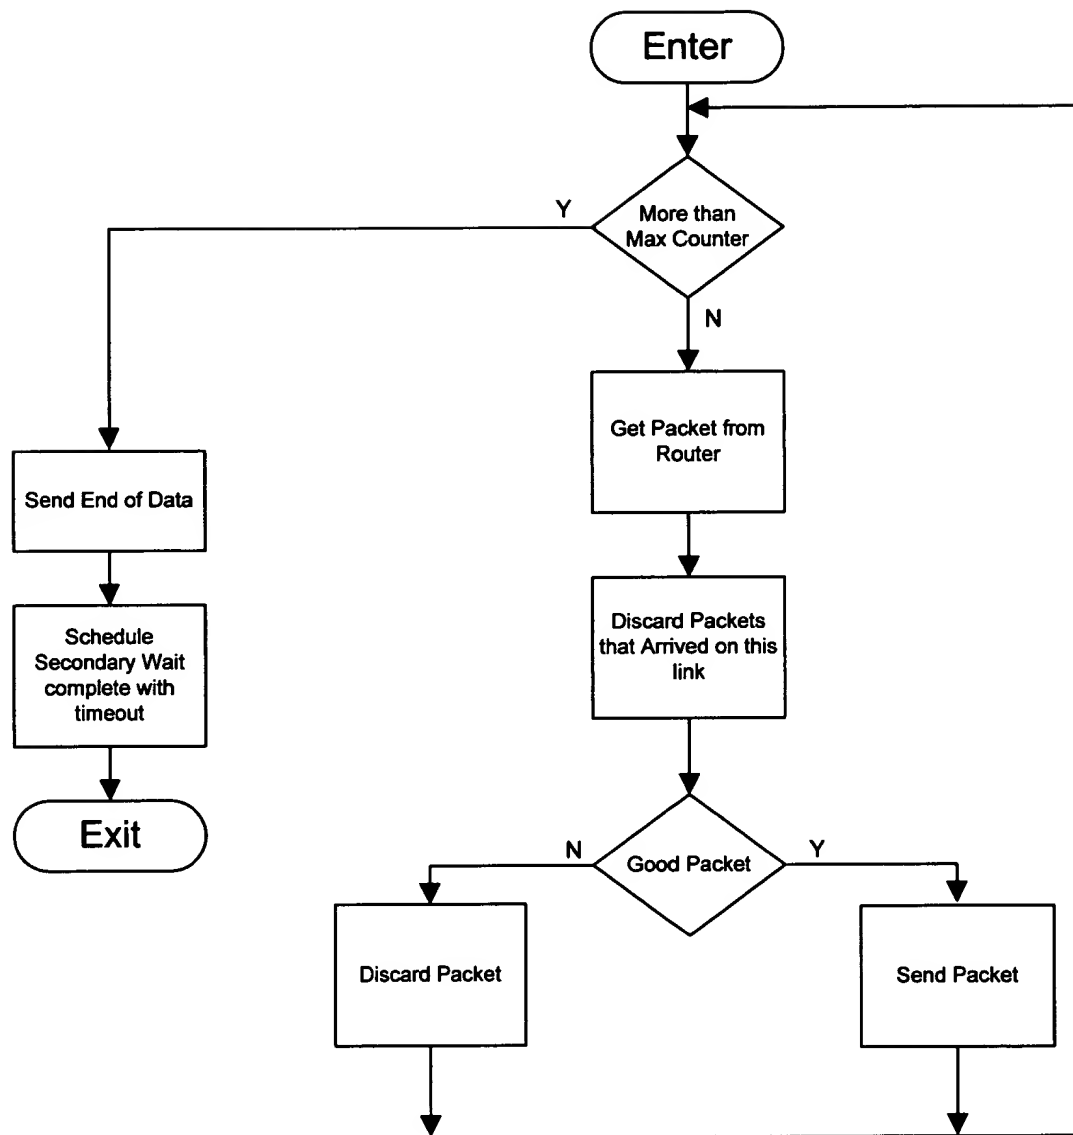 Enter
More than
Max Counter
Y
N
Get Packet from
Router
Send End of Data
Discard Packets
that Arrived on this
link
Schedule
Secondary Wait
complete with
timeout
Exit
Good Packet
N
Y
Discard Packet
Send Packet